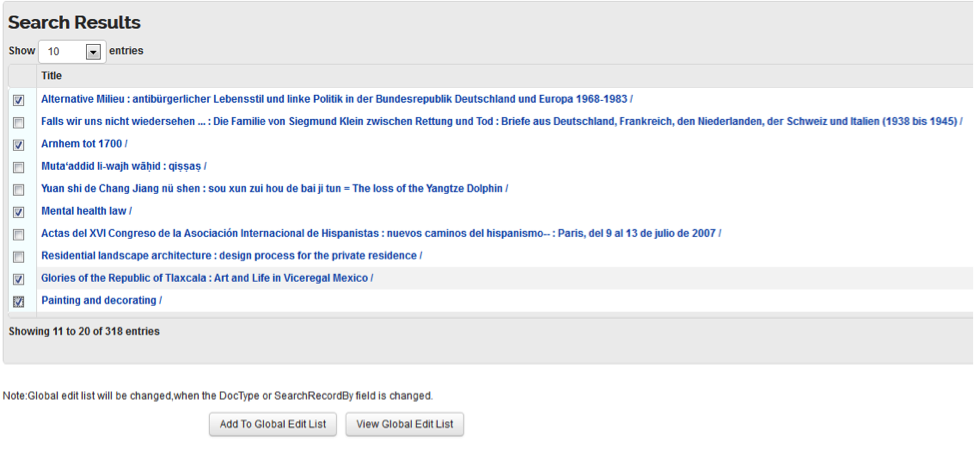 Search Results
Show 10 entries
Title
Alternative Milieu : antibürgerlicher Lebensstil und linke Politik in der Bundesrepublik Deutschland und Europa 1968-1983 /
Falls wir uns nicht wiedersehen ... : Die Familie von Siegmund Klein zwischen Rettung und Tod : Briefe aus Deutschland, Frankreich, den Niederlanden, der Schweiz und Italien (1938 bis 1945) /
Arnhem tot 1700 /
Mutaʻaddid li-wajh wāḥid : qiṣṣaṣ /
Yuan shi de Chang Jiang nü shen : sou xun zui hou de bai ji tun = The loss of the Yangtze Dolphin /
Mental health law /
Actas del XVI Congreso de la Asociación Internacional de Hispanistas : nuevos caminos del hispanismo-- : Paris, del 9 al 13 de julio de 2007 /
Residential landscape architecture : design process for the private residence /
Glories of the Republic of Tlaxcala : Art and Life in Viceregal Mexico /
Painting and decorating /
Showing 11 to 20 of 318 entries
Note:Global edit list will be changed,when the DocType or SearchRecordBy field is changed.
Add To Global Edit List View Global Edit List